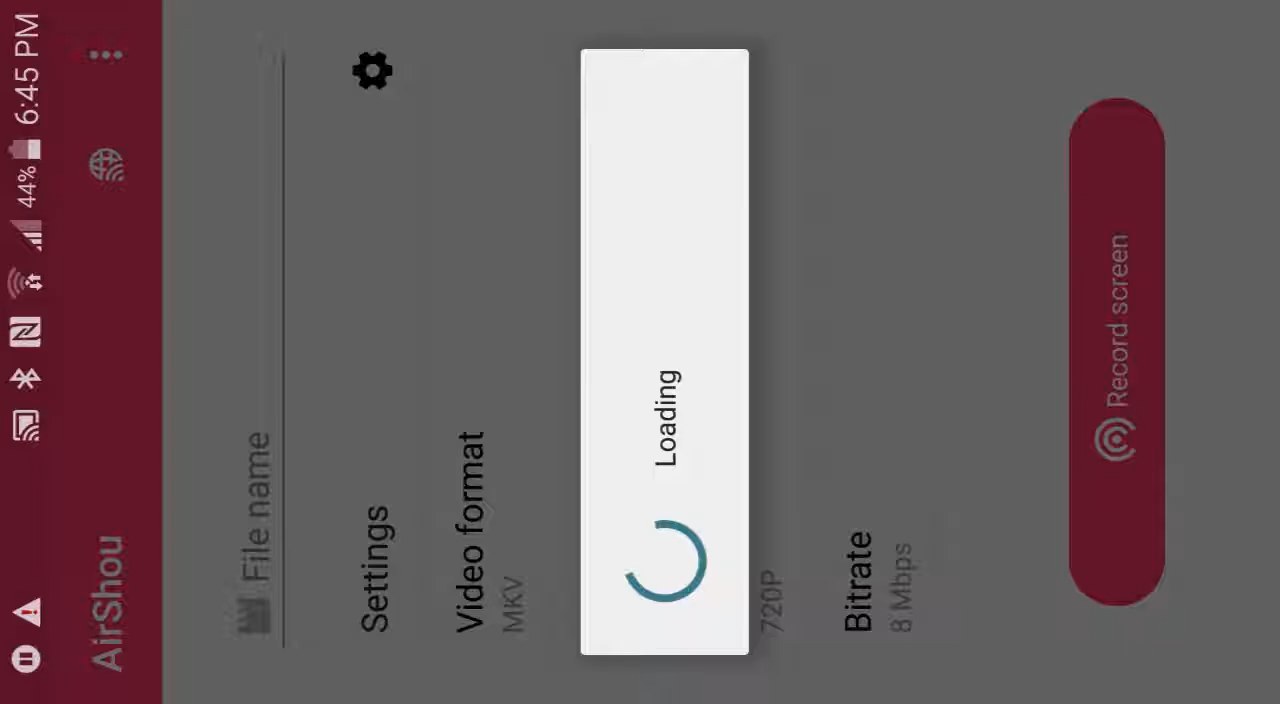 44% 6:45 PM
AirShou
File name
Settings
Video format
MKV
Loading
720P
Bitrate
8 Mbps
Record screen